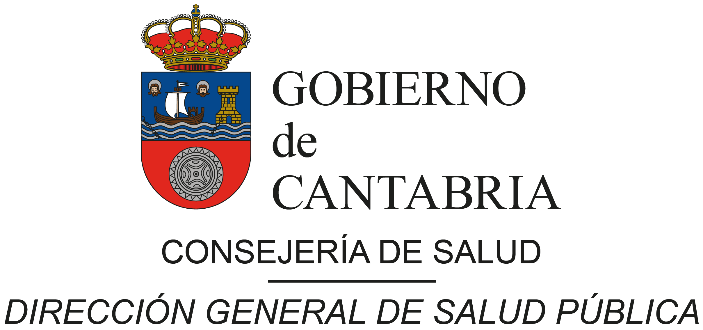 GOBIERNO
de
CANTABRIA
CONSEJERÍA DE SALUD
DIRECCIÓN GENERAL DE SALUD PÚBLICA